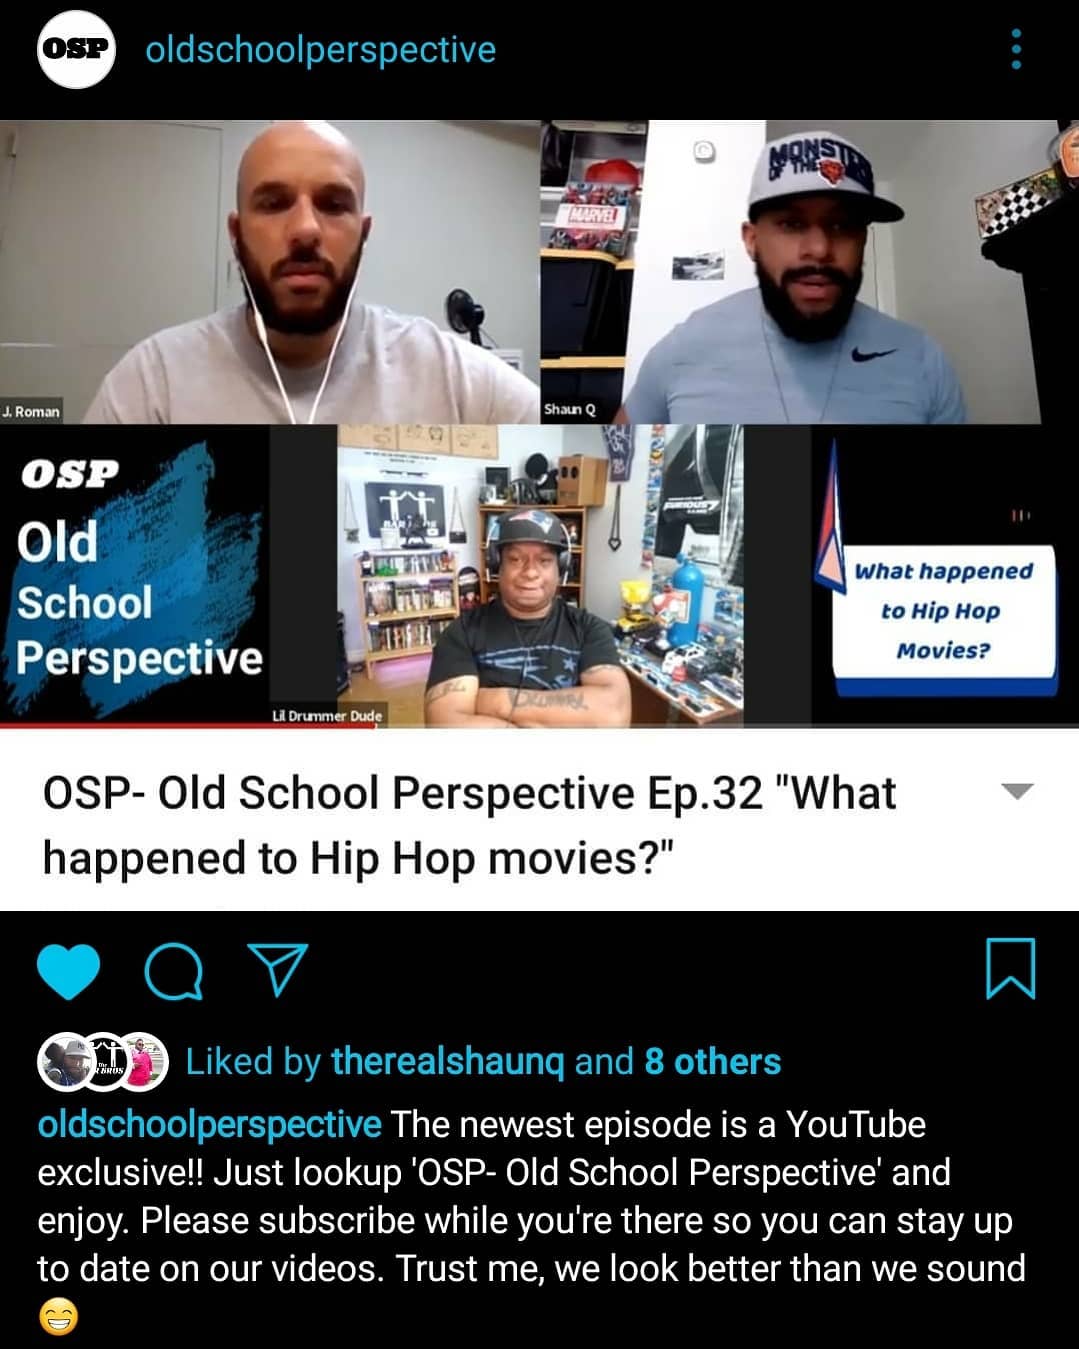 OSP
oldschoolperspective
MONST
OF THE
MARVEL
J. Roman
Shaun Q
OSP
Old
School
Perspective
FURIOUS 7
Lil Drummer Dude
What happened
to Hip Hop
Movies?
OSP- Old School Perspective Ep.32 "What
happened to Hip Hop movies?"
Liked by therealshaunq and 8 others
oldschoolperspective The newest episode is a YouTube
exclusive!! Just lookup 'OSP- Old School Perspective' and
enjoy. Please subscribe while you're there so you can stay up
to date on our videos. Trust me, we look better than we sound
😁